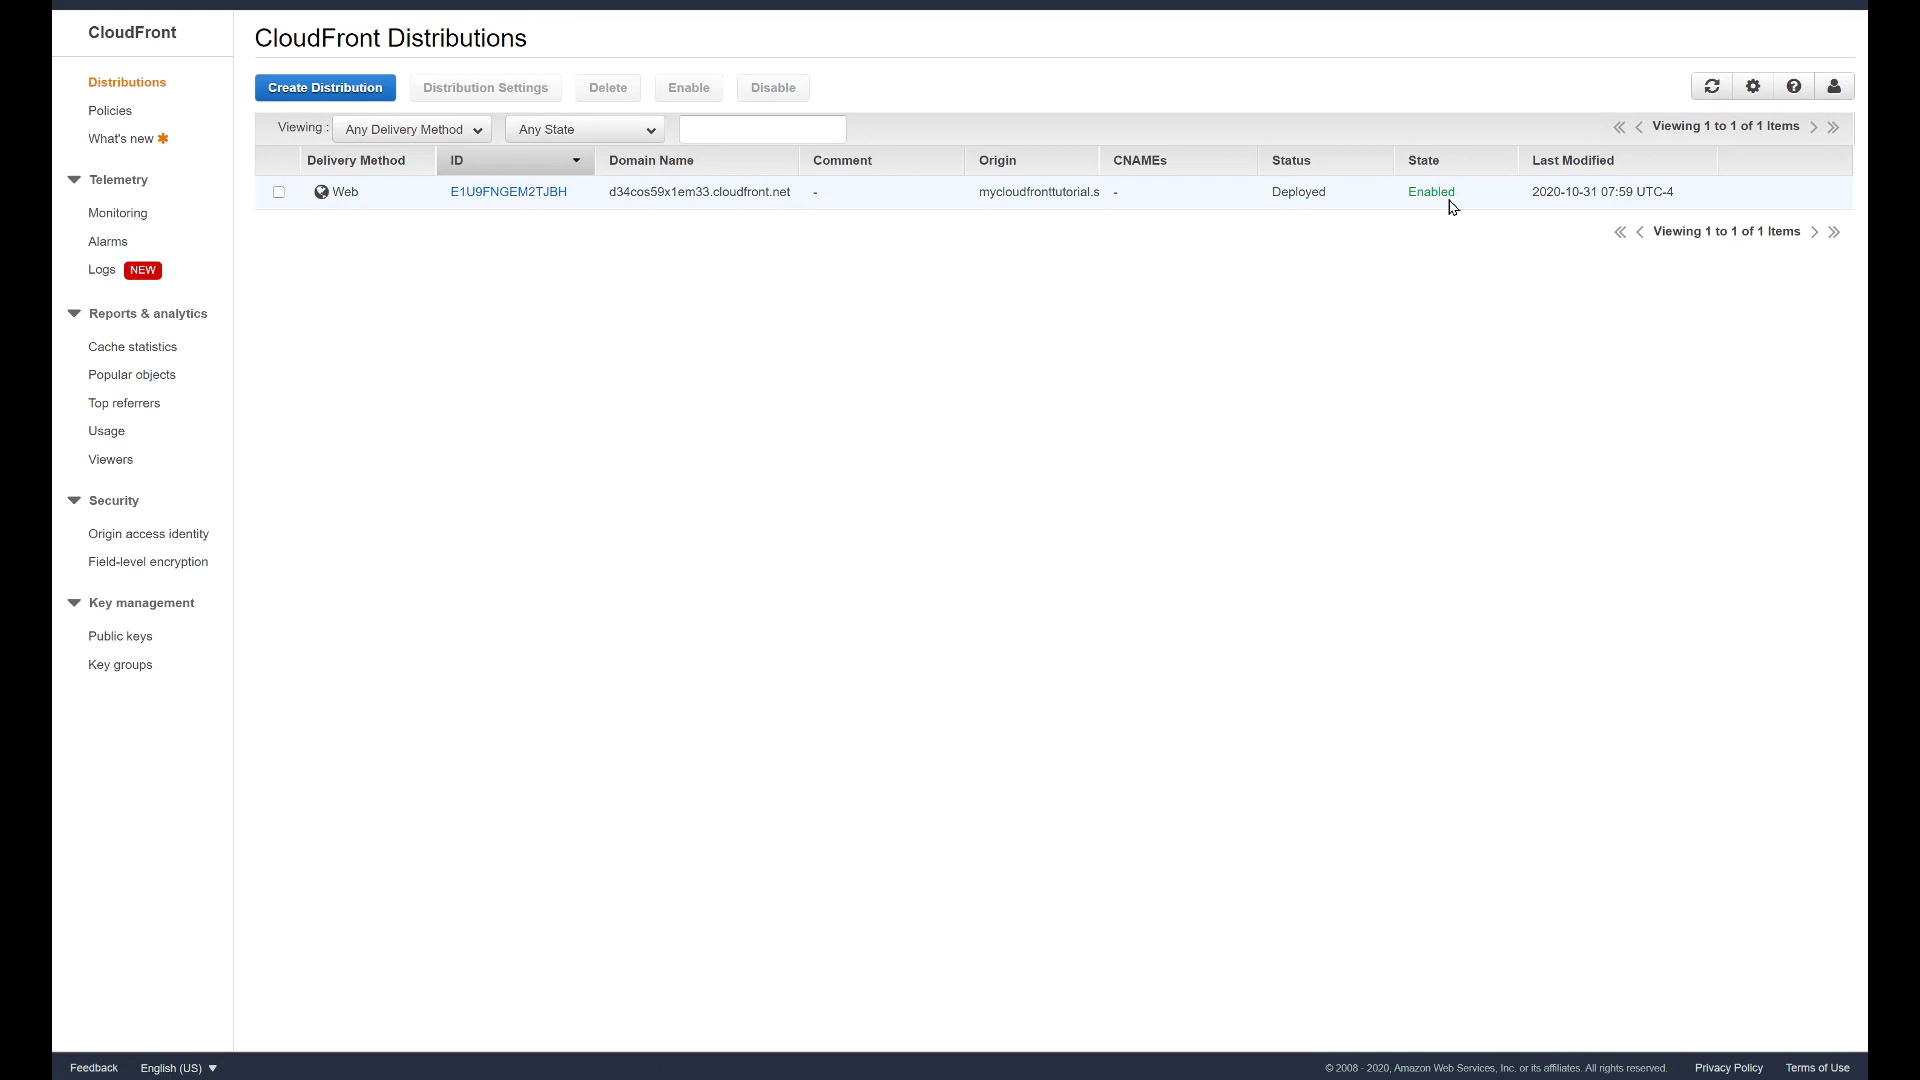 CloudFront
Distributions
Policies
What's new
Telemetry
Monitoring
Alarms
Logs NEW
Reports & analytics
Cache statistics
Popular objects
Top referrers
Usage
Viewers
Security
Origin access identity
Field-level encryption
Key management
Public keys
Key groups
CloudFront Distributions
Create Distribution Distribution Settings Delete Enable Disable
Viewing : Any Delivery Method Any State Viewing 1 to 1 of 1 Items
Delivery Method ID Domain Name Comment Origin CNAMEs Status State Last Modified
Web E1U9FNGEM2TJBH d34cos59x1em33.cloudfront.net - mycloudfronttutorial.s - Deployed Enabled 2020-10-31 07:59 UTC-4
Viewing 1 to 1 of 1 Items
Feedback English (US) © 2008 - 2020, Amazon Web Services, Inc. or its affiliates. All rights reserved. Privacy Policy Terms of Use